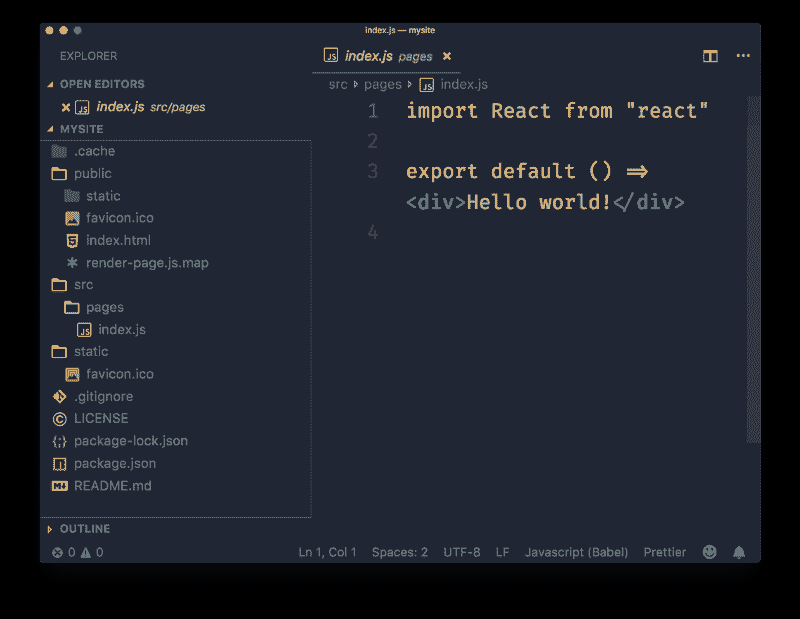 index.js — mysite
EXPLORER
OPEN EDITORS
index.js src/pages
MYSITE
.cache
public
static
favicon.ico
index.html
render-page.js.map
src
pages
index.js
static
favicon.ico
.gitignore
LICENSE
package-lock.json
package.json
README.md
OUTLINE
index.js pages
src pages index.js
1 import React from "react"
2
3 export default () =>
<div>Hello world!</div>
4
0 0 Ln 1, Col 1 Spaces: 2 UTF-8 LF Javascript (Babel) Prettier